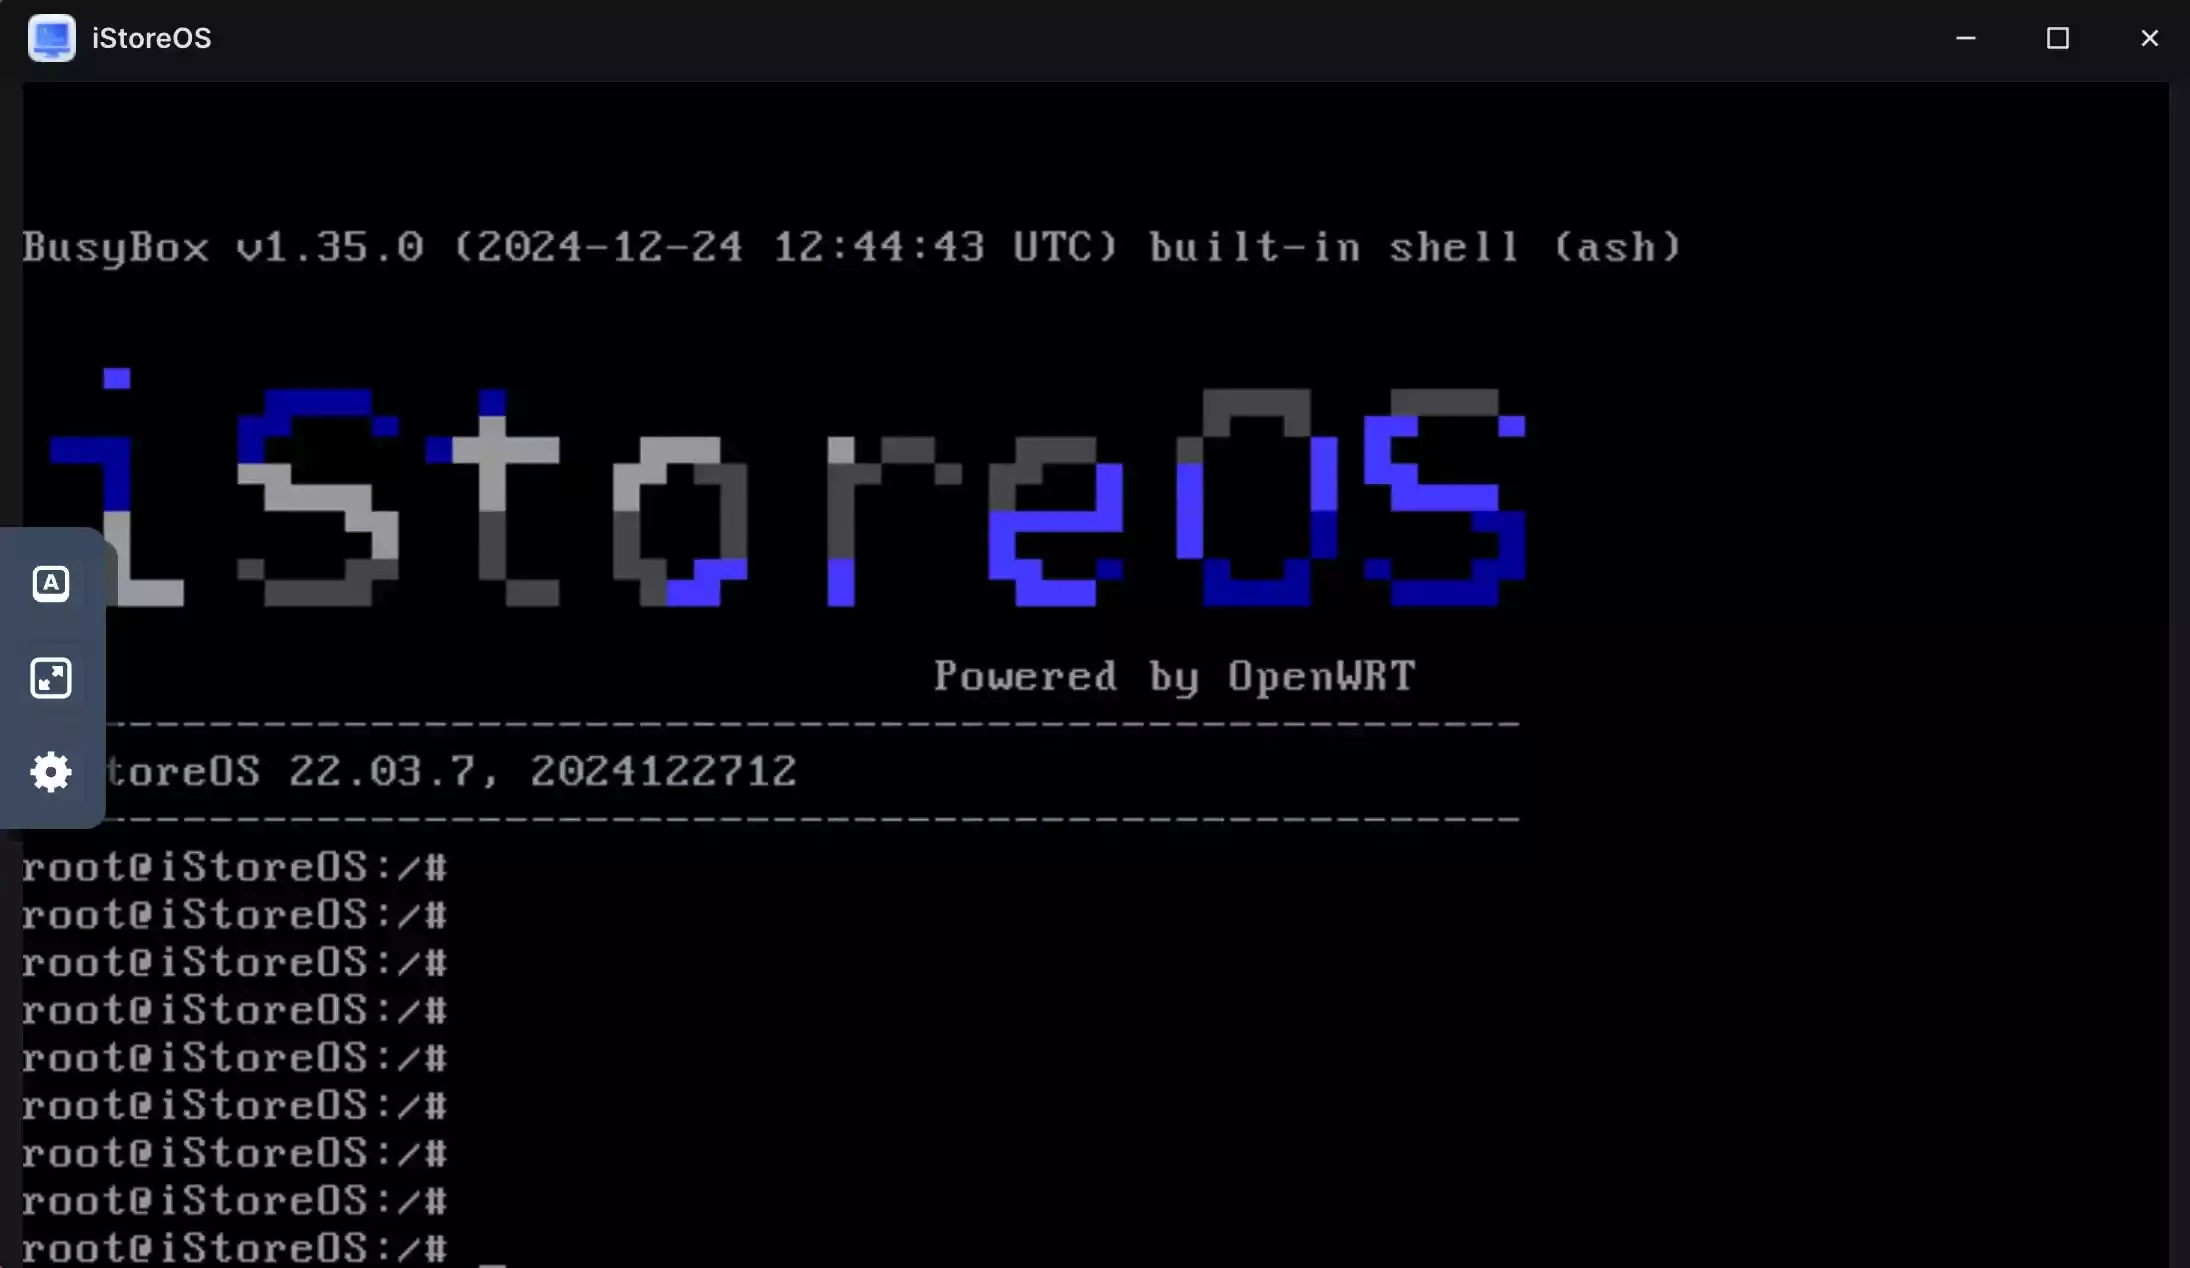 iStoreOS
BusyBox v1.35.0 (2024-12-24 12:44:43 UTC) built-in shell (ash)
iStoreOS
Powered by OpenWRT
-----------------------------------------------------
toreOS 22.03.7, 2024122712
-----------------------------------------------------
A
root@iStoreOS:/#
root@iStoreOS:/#
root@iStoreOS:/#
root@iStoreOS:/#
root@iStoreOS:/#
root@iStoreOS:/#
root@iStoreOS:/#
root@iStoreOS:/#
root@iStoreOS:/# _